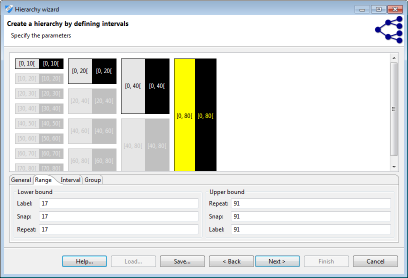 Hierarchy wizard
Create a hierarchy by defining intervals
Specify the parameters
[0, 10[ [0, 10[ [0, 20[ [0, 20[ [0, 40[ [0, 40[ [0, 80[ [0, 80[
[10, 20[ [10, 20[
[20, 30[ [20, 30[ [20, 40[ [20, 40[
[30, 40[ [30, 40[
[40, 50[ [40, 50[ [40, 60[ [40, 60[ [40, 80[ [40, 80[
[50, 60[ [50, 60[
[60, 70[ [60, 70[ [60, 80[ [60, 80[
[70, 80[ [70, 80[
General Range Interval Group
Lower bound Upper bound
Label: 17 Repeat: 91
Snap: 17 Snap: 91
Repeat: 17 Label: 91
Help... Load... Save... < Back Next > Finish Cancel